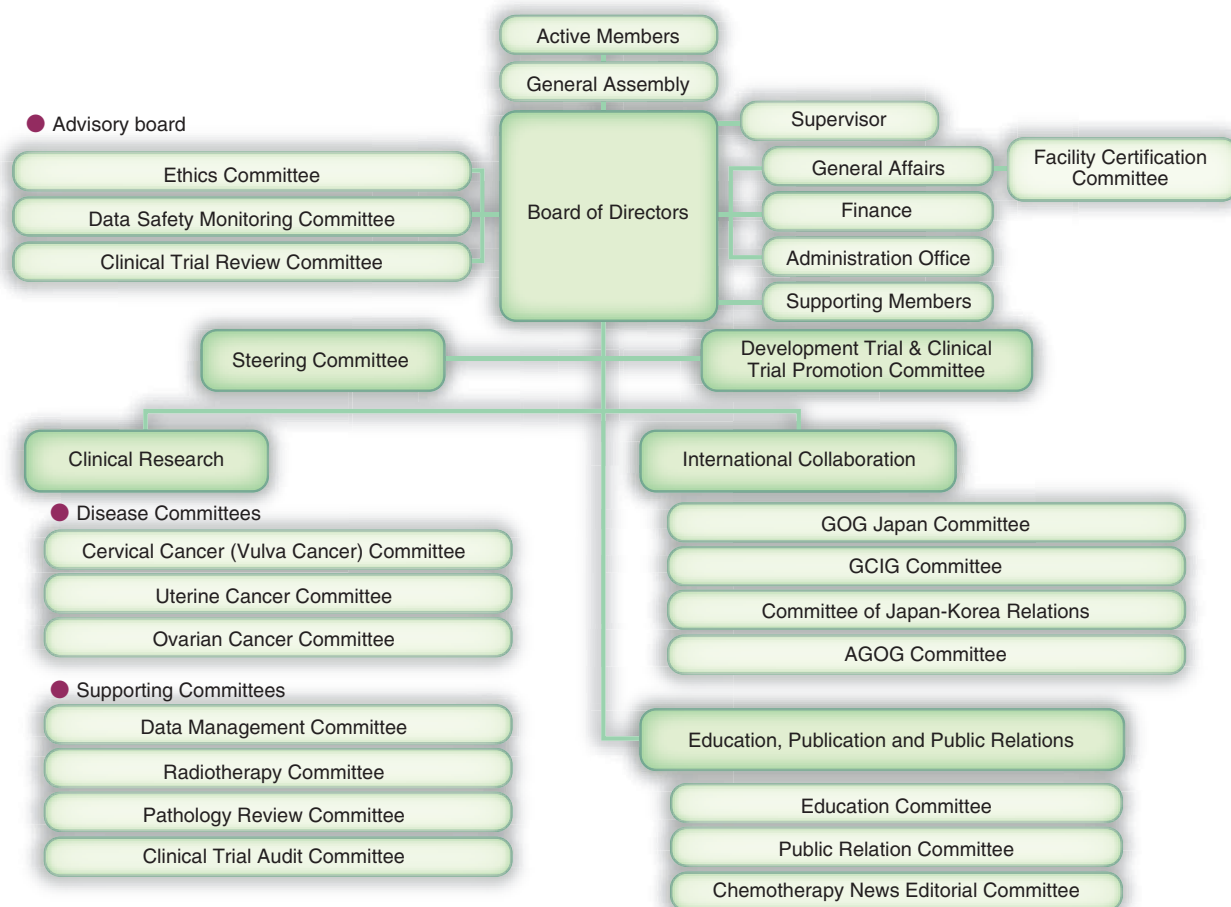 Active Members
General Assembly
Advisory board
Ethics Committee
Data Safety Monitoring Committee
Clinical Trial Review Committee
Board of Directors
Supervisor
General Affairs
Facility Certification
Committee
Finance
Administration Office
Supporting Members
Steering Committee
Development Trial & Clinical
Trial Promotion Committee
Clinical Research
Disease Committees
Cervical Cancer (Vulva Cancer) Committee
Uterine Cancer Committee
Ovarian Cancer Committee
Supporting Committees
Data Management Committee
Radiotherapy Committee
Pathology Review Committee
Clinical Trial Audit Committee
International Collaboration
GOG Japan Committee
GCIG Committee
Committee of Japan-Korea Relations
AGOG Committee
Education, Publication and Public Relations
Education Committee
Public Relation Committee
Chemotherapy News Editorial Committee